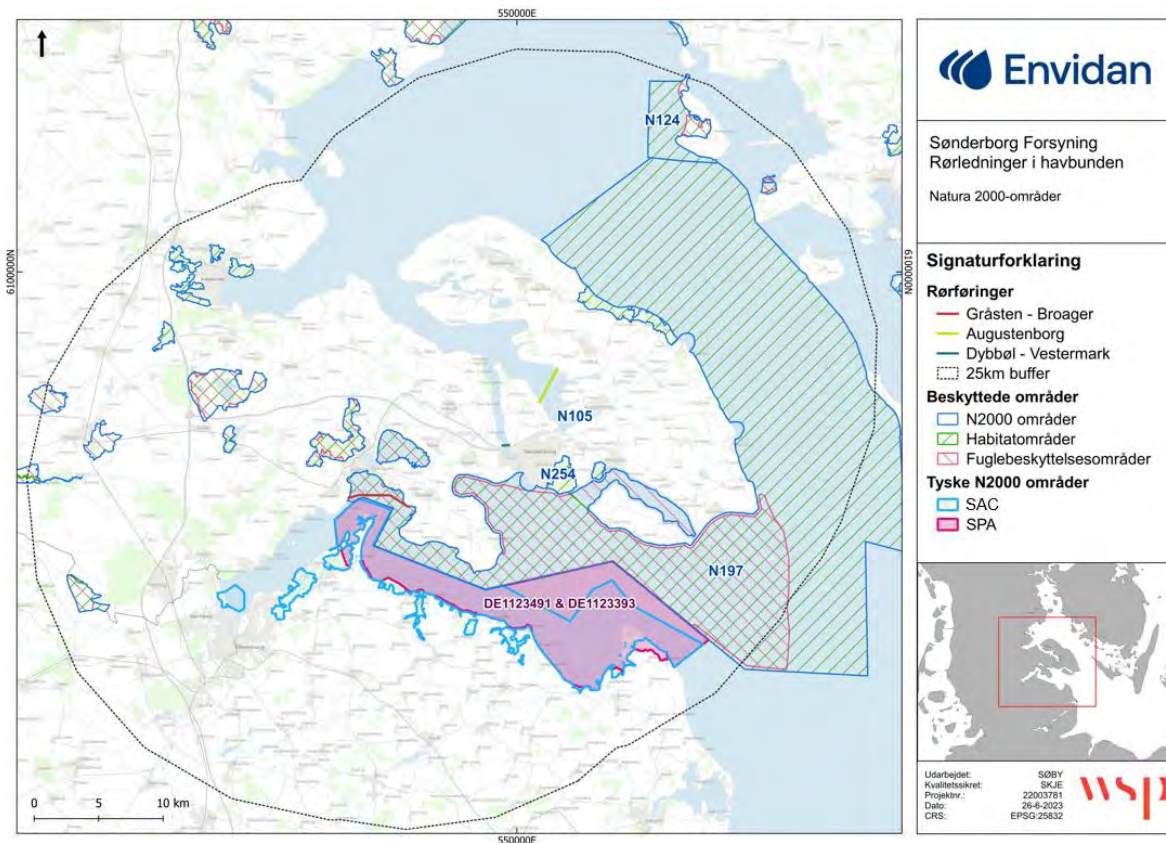 550000E
6100000N
N124
N105
N254
N197
DE1123491 & DE1123393
0 5 10 km
550000E
6100000N
Envidan
Sønderborg Forsyning
Rørledninger i havbunden
Natura 2000-områder
Signaturforklaring
Rørføringer
Gråsten - Broager
Augustenborg
Dybbøl - Vestermark
25km buffer
Beskyttede områder
N2000 områder
Habitatområder
Fuglebeskyttelsesområder
Tyske N2000 områder
SAC
SPA
Udarbejdet: SØBY
Kvalitetssikret: SKJE
Projektnr.: 22003781
Dato: 26-6-2023
CRS: EPSG:25832
wsp